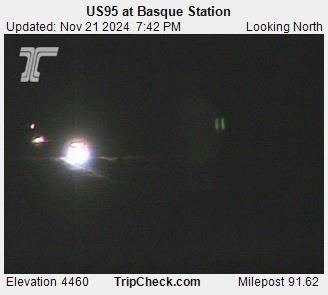 US95 at Basque Station
Updated: Nov 21 2024 7:42 PM Looking North
Elevation 4460 TripCheck.com Milepost 91.62